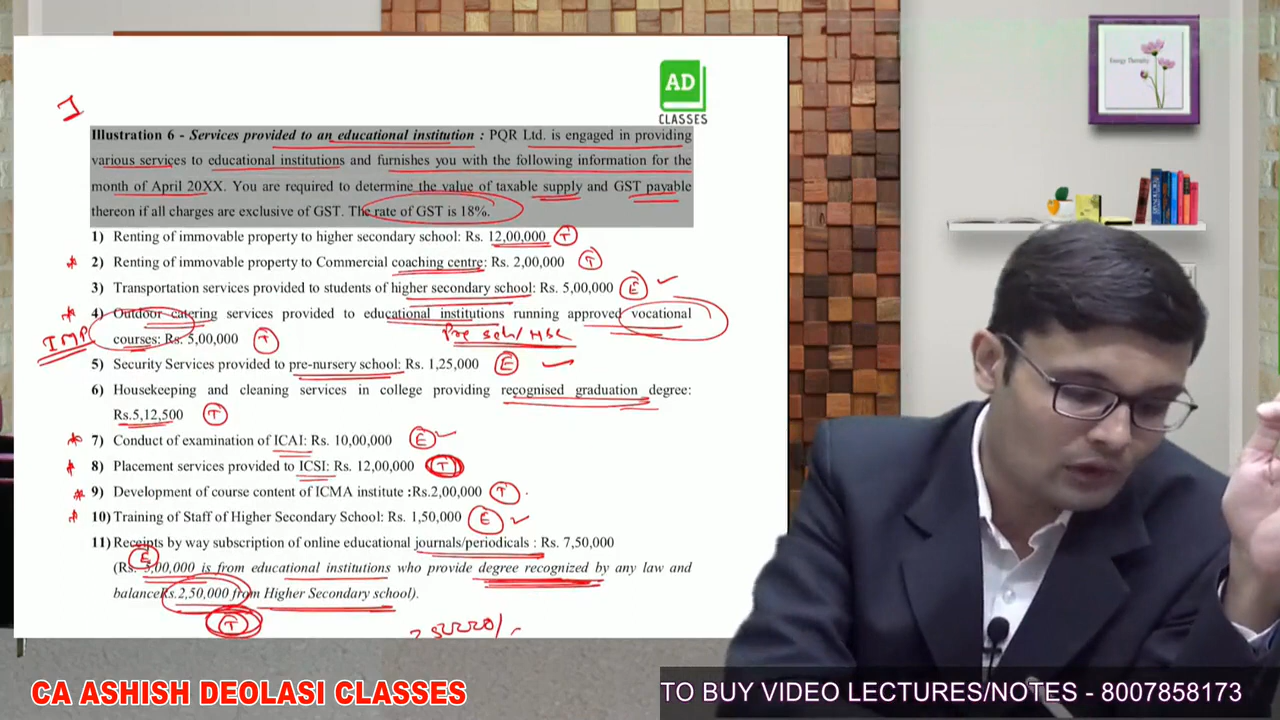 AD
CLASSES
I
Illustration 6 - Services provided to an educational institution : PQR Ltd. is engaged in providing
various services to educational institutions and furnishes you with the following information for the
month of April 20XX. You are required to determine the value of taxable supply and GST payable
thereon if all charges are exclusive of GST. The rate of GST is 18%.
1) Renting of immovable property to higher secondary school: Rs. 12,00,000 T
* 2) Renting of immovable property to Commercial coaching centre: Rs. 2,00,000 T
3) Transportation services provided to students of higher secondary school: Rs. 5,00,000 E
* 4) Outdoor catering services provided to educational institutions running approved vocational
IMP courses: Rs. 5,00,000 T Pre sch/HSC
5) Security Services provided to pre-nursery school: Rs. 1,25,000 E
6) Housekeeping and cleaning services in college providing recognised graduation degree:
Rs.5,12,500 T
* 7) Conduct of examination of ICAI: Rs. 10,00,000 E
* 8) Placement services provided to ICSI: Rs. 12,00,000 T
* 9) Development of course content of ICMA institute :Rs.2,00,000 T
* 10) Training of Staff of Higher Secondary School: Rs. 1,50,000 E
11) Receipts by way subscription of online educational journals/periodicals : Rs. 7,50,000
E
(Rs. 5,00,000 is from educational institutions who provide degree recognized by any law and
balance Rs.2,50,000 from Higher Secondary school).
T
Energy Therapy
CA ASHISH DEOLASI CLASSES
TO BUY VIDEO LECTURES/NOTES - 8007858173